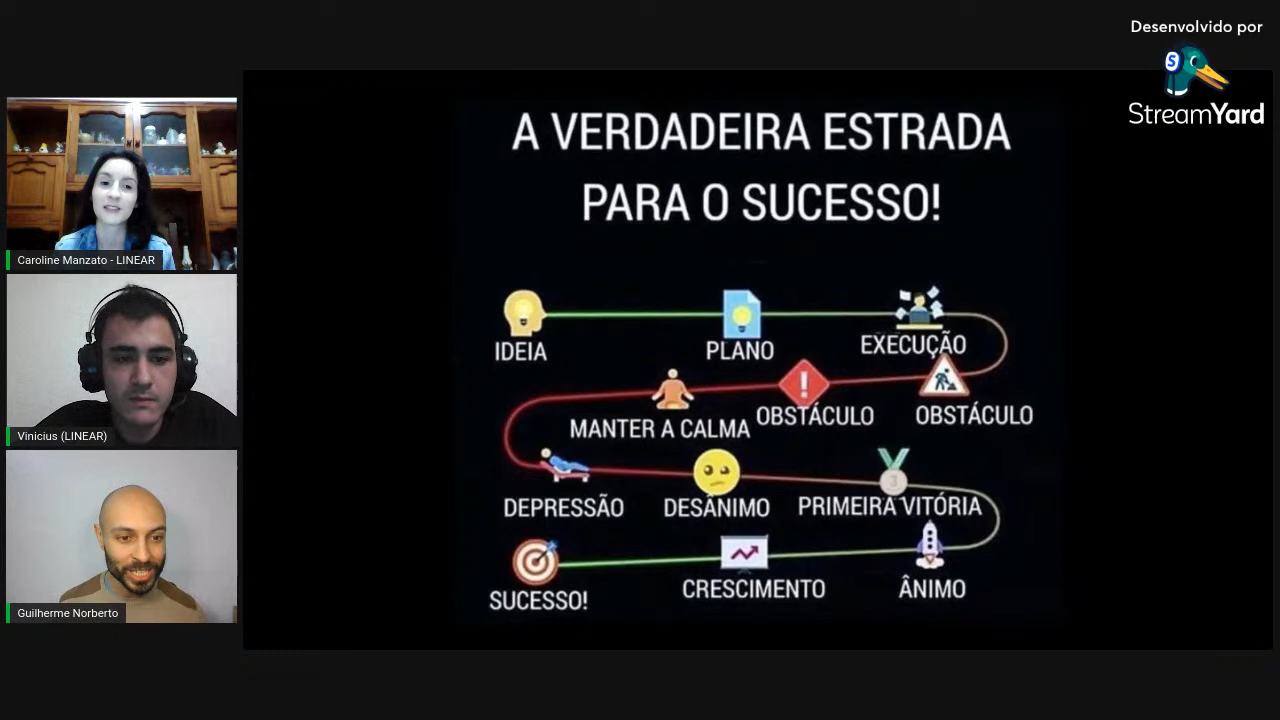 Desenvolvido por
StreamYard
Caroline Manzato - LINEAR
Vinicius (LINEAR)
Guilherme Norberto
A VERDADEIRA ESTRADA
PARA O SUCESSO!
IDEIA
PLANO
EXECUÇÃO
MANTER A CALMA
OBSTÁCULO
OBSTÁCULO
DEPRESSÃO
DESÂNIMO
PRIMEIRA VITÓRIA
SUCESSO!
CRESCIMENTO
ÂNIMO